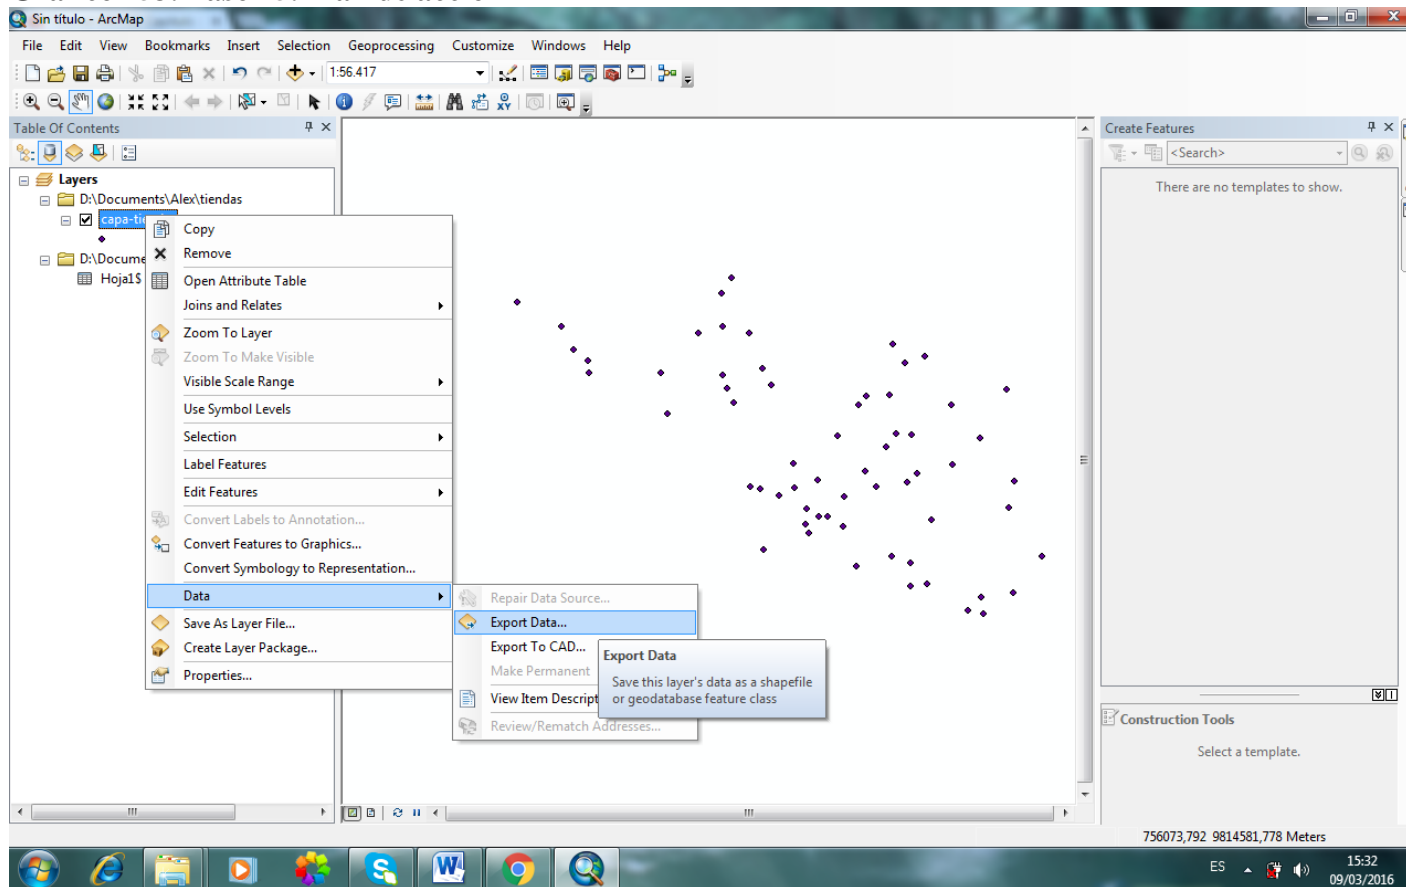 Sin título - ArcMap
File Edit View Bookmarks Insert Selection Geoprocessing Customize Windows Help
1:56.417
Table Of Contents
Layers
D:\Documents\Alex\tiendas
capa-tie
D:\Docume
Hoja1$
Copy
Remove
Open Attribute Table
Joins and Relates
Zoom To Layer
Zoom To Make Visible
Visible Scale Range
Use Symbol Levels
Selection
Label Features
Edit Features
Convert Labels to Annotation...
Convert Features to Graphics...
Convert Symbology to Representation...
Data
Save As Layer File...
Create Layer Package...
Properties...
Repair Data Source...
Export Data...
Export To CAD...
Make Permanent
View Item Descript
Review/Rematch Addresses...
Export Data
Save this layer's data as a shapefile
or geodatabase feature class
Create Features
<Search>
There are no templates to show.
Construction Tools
Select a template.
756073,792 9814581,778 Meters
ES
15:32
09/03/2016